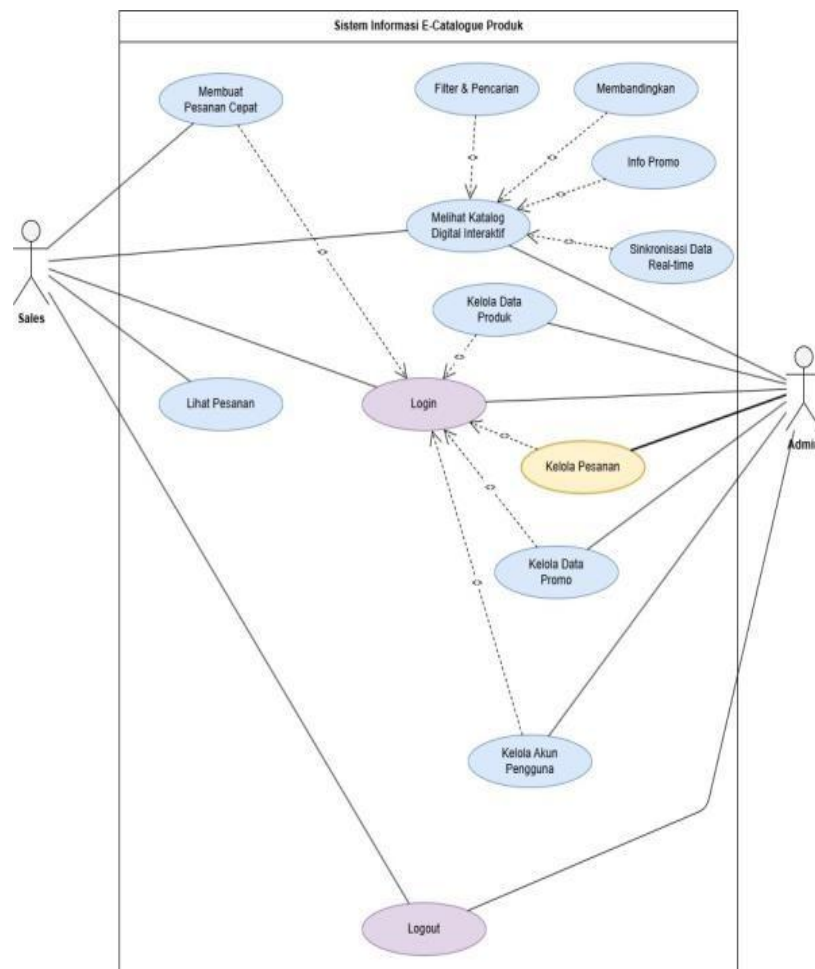 Sistem Informasi E-Catalogue Produk
Membuat
Pesanan Cepat
Filter & Pencarian
Membandingkan
Info Promo
Melihat Katalog
Digital Interaktif
Sinkronisasi Data
Real-time
Sales
Kelola Data
Produk
Lihat Pesanan
Login
Admin
Kelola Pesanan
Kelola Data
Promo
Kelola Akun
Pengguna
Logout